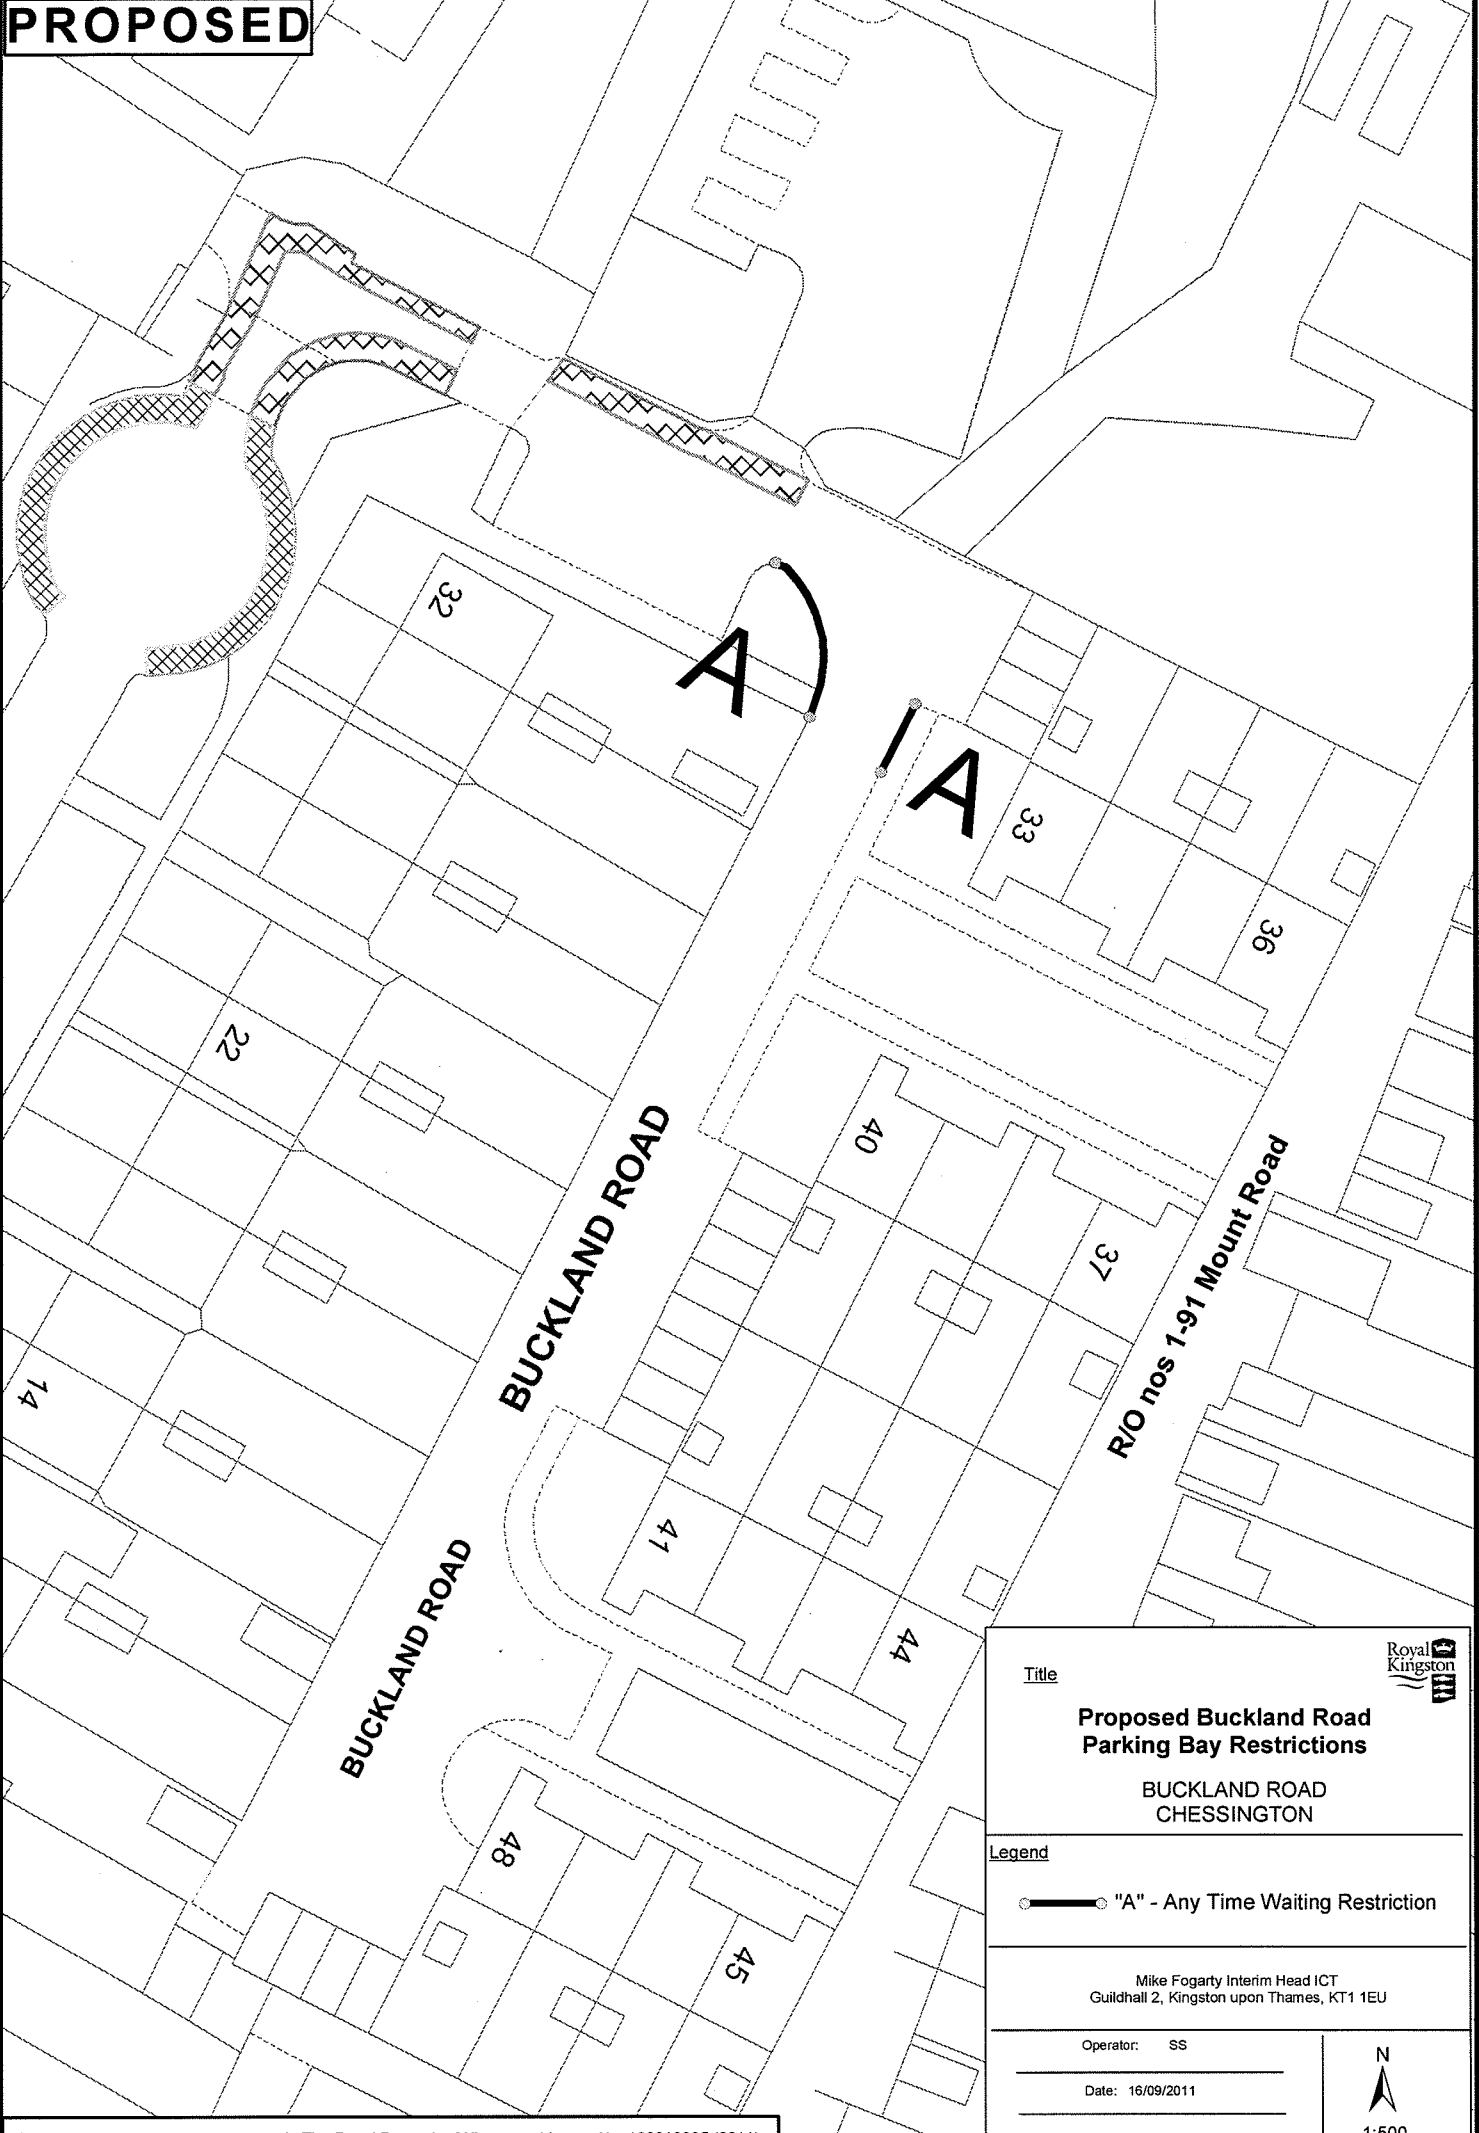 PROPOSED
32
A
A
33
36
22
40
BUCKLAND ROAD
R/O nos 1-91 Mount Road
37
14
41
BUCKLAND ROAD
44
48
45
Title
Royal
Kingston
Proposed Buckland Road
Parking Bay Restrictions
BUCKLAND ROAD
CHESSINGTON
Legend
"A" - Any Time Waiting Restriction
Mike Fogarty Interim Head ICT
Guildhall 2, Kingston upon Thames, KT1 1EU
Operator: SS
Date: 16/09/2011
N
1:500